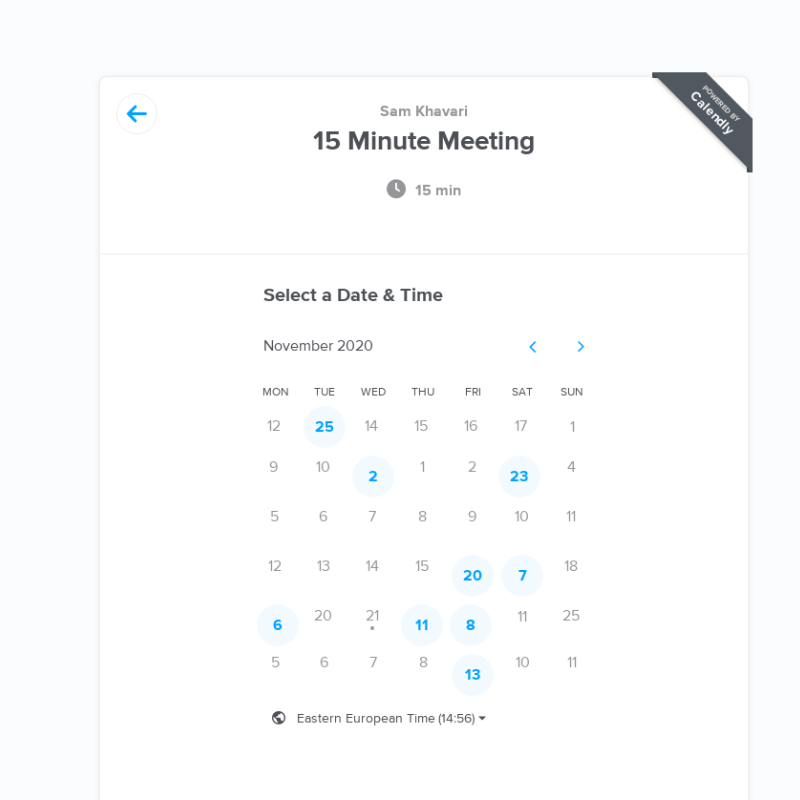 POWERED BY
Calendly
Sam Khavari
15 Minute Meeting
15 min
Select a Date & Time
November 2020
MON TUE WED THU FRI SAT SUN
12 25 14 15 16 17 1
9 10 2 1 2 23 4
5 6 7 8 9 10 11
12 13 14 15 20 7 18
6 20 21 11 8 11 25
5 6 7 8 13 10 11
Eastern European Time (14:56)